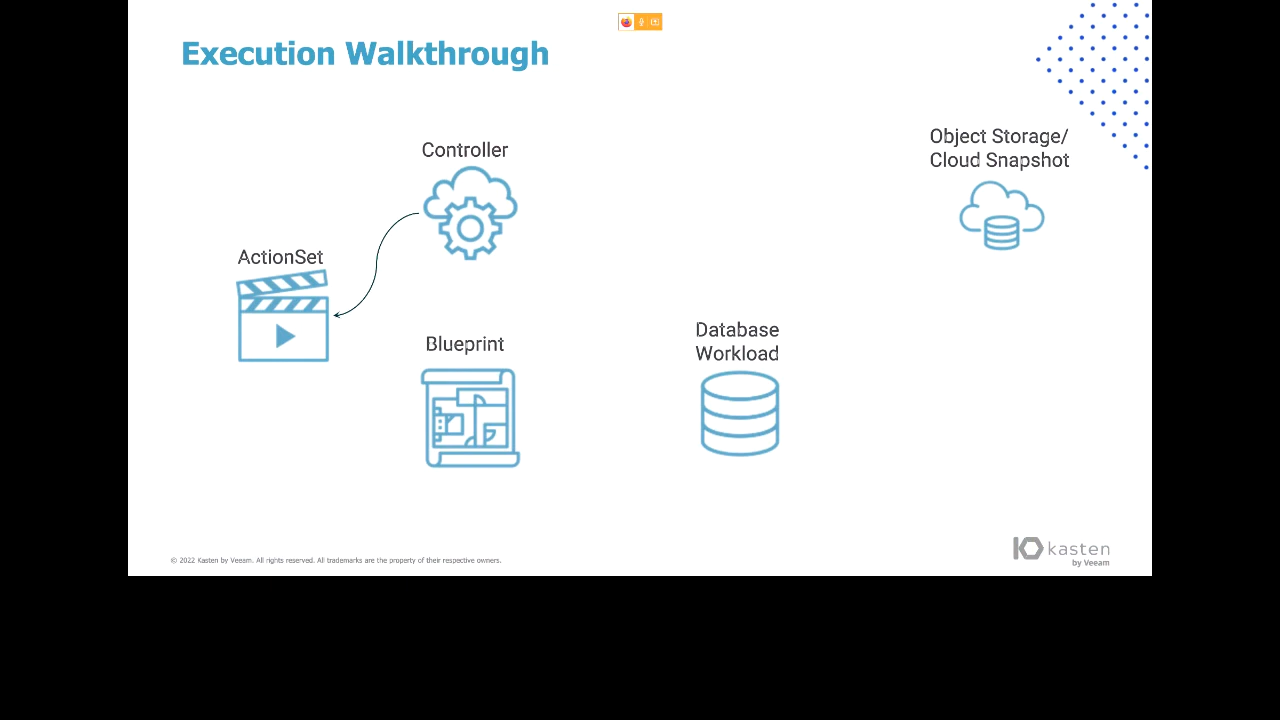 Execution Walkthrough
Controller
Object Storage/
Cloud Snapshot
ActionSet
Blueprint
Database
Workload
© 2022 Kasten by Veeam. All rights reserved. All trademarks are the property of their respective owners.
kasten
by Veeam